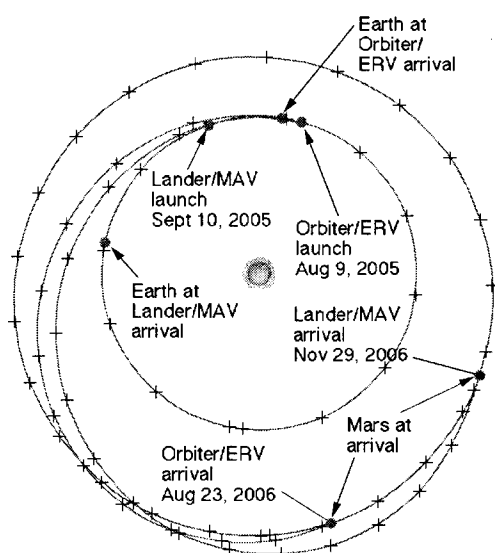 Earth at
Orbiter/
ERV arrival
Lander/MAV
launch
Sept 10, 2005
Orbiter/ERV
launch
Aug 9, 2005
Earth at
Lander/MAV
arrival
Lander/MAV
arrival
Nov 29, 2006
Mars at
arrival
Orbiter/ERV
arrival
Aug 23, 2006